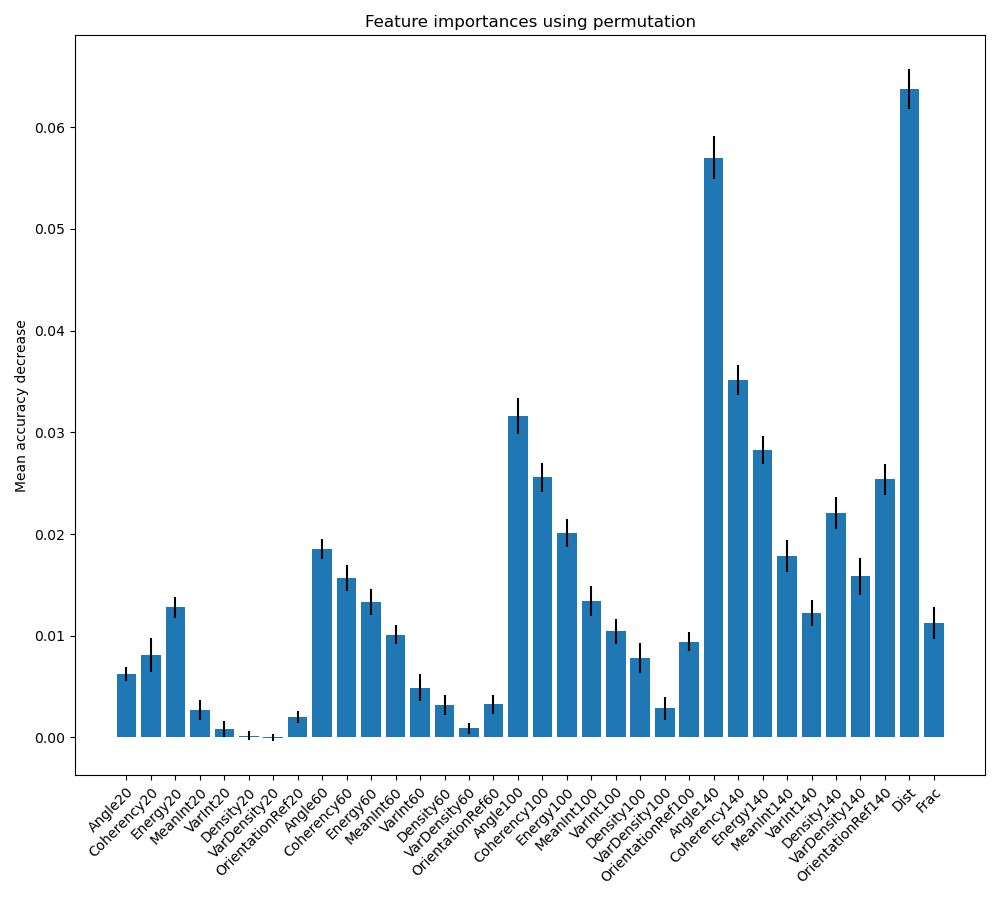 Feature importances using permutation
Mean accuracy decrease
0.06
0.05
0.04
0.03
0.02
0.01
0.00
Angle20
Coherency20
Energy20
MeanInt20
VarInt20
Density20
VarDensity20
OrientationRef20
Angle60
Coherency60
Energy60
MeanInt60
VarInt60
Density60
VarDensity60
OrientationRef60
Angle100
Coherency100
Energy100
MeanInt100
VarInt100
Density100
VarDensity100
OrientationRef100
Angle140
Coherency140
Energy140
MeanInt140
VarInt140
Density140
VarDensity140
OrientationRef140
Dist
Frac